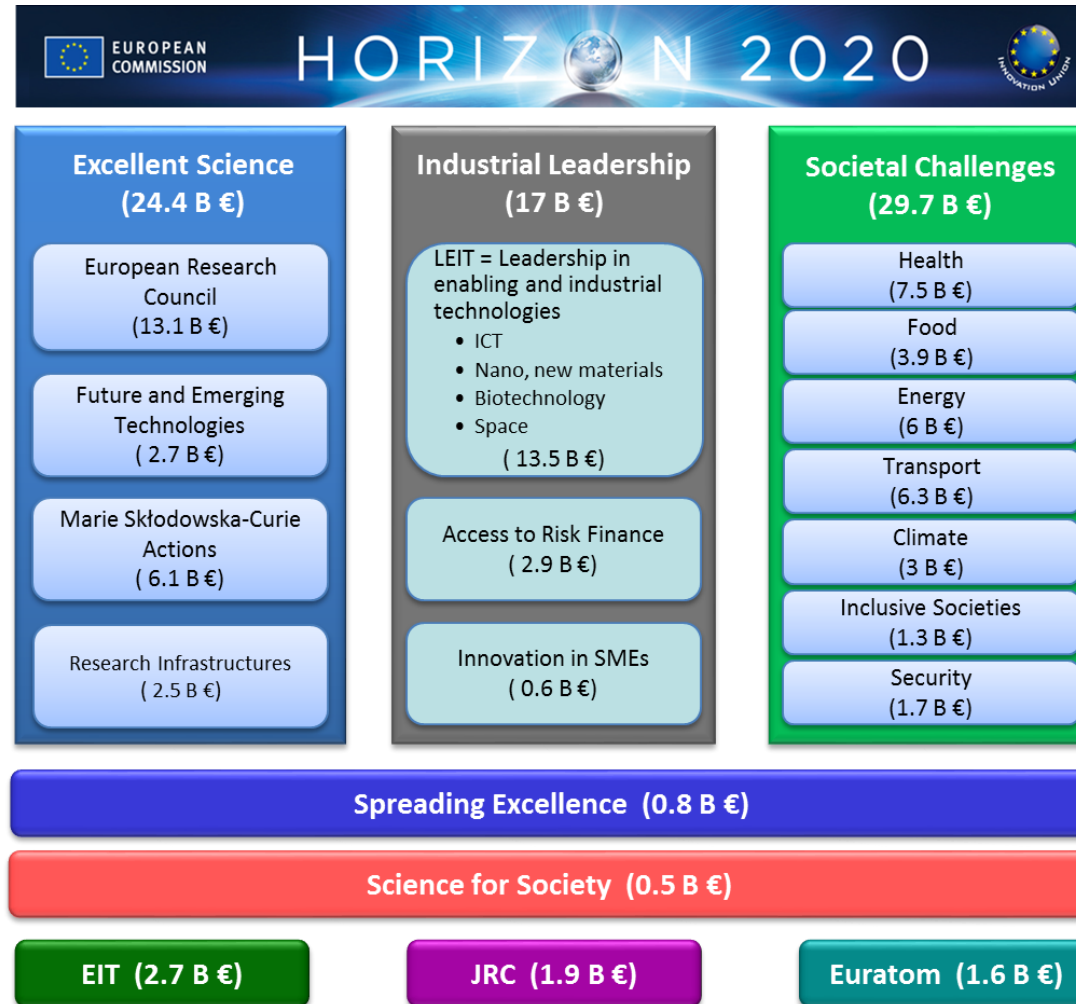 EUROPEAN
COMMISSION
HORIZON 2020
INNOVATION UNION
Excellent Science
(24.4 B €)
European Research
Council
(13.1 B €)
Future and Emerging
Technologies
( 2.7 B €)
Marie Skłodowska-Curie
Actions
( 6.1 B €)
Research Infrastructures
( 2.5 B €)
Industrial Leadership
(17 B €)
LEIT = Leadership in
enabling and industrial
technologies
• ICT
• Nano, new materials
• Biotechnology
• Space
( 13.5 B €)
Access to Risk Finance
( 2.9 B €)
Innovation in SMEs
( 0.6 B €)
Societal Challenges
(29.7 B €)
Health
(7.5 B €)
Food
(3.9 B €)
Energy
(6 B €)
Transport
(6.3 B €)
Climate
(3 B €)
Inclusive Societies
(1.3 B €)
Security
(1.7 B €)
Spreading Excellence (0.8 B €)
Science for Society (0.5 B €)
EIT (2.7 B €)
JRC (1.9 B €)
Euratom (1.6 B €)